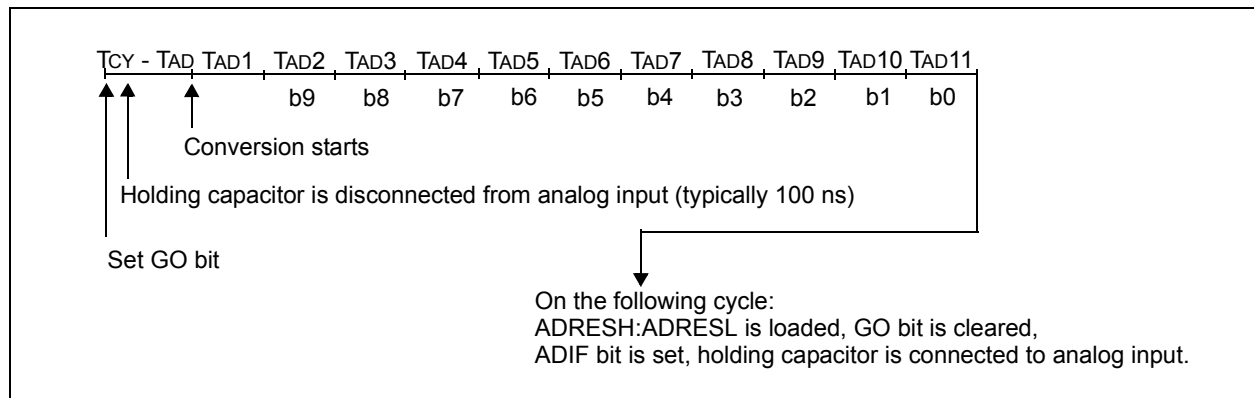 TCY - TAD TAD1 TAD2 TAD3 TAD4 TAD5 TAD6 TAD7 TAD8 TAD9 TAD10 TAD11
b9 b8 b7 b6 b5 b4 b3 b2 b1 b0
Conversion starts
Holding capacitor is disconnected from analog input (typically 100 ns)
Set GO bit
On the following cycle:
ADRESH:ADRESL is loaded, GO bit is cleared,
ADIF bit is set, holding capacitor is connected to analog input.